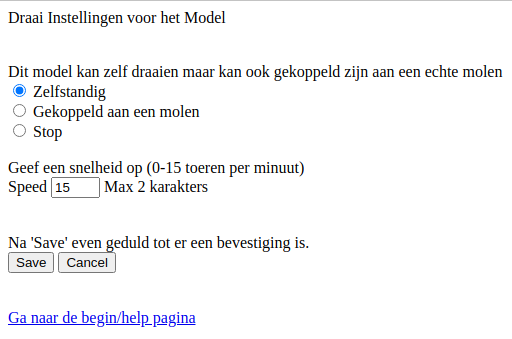 Draai Instellingen voor het Model
Dit model kan zelf draaien maar kan ook gekoppeld zijn aan een echte molen
Zelfstandig
Gekoppeld aan een molen
Stop
Geef een snelheid op (0-15 toeren per minuut)
Speed 15 Max 2 karakters
Na 'Save' even geduld tot er een bevestiging is.
Save Cancel
Ga naar de begin/help pagina